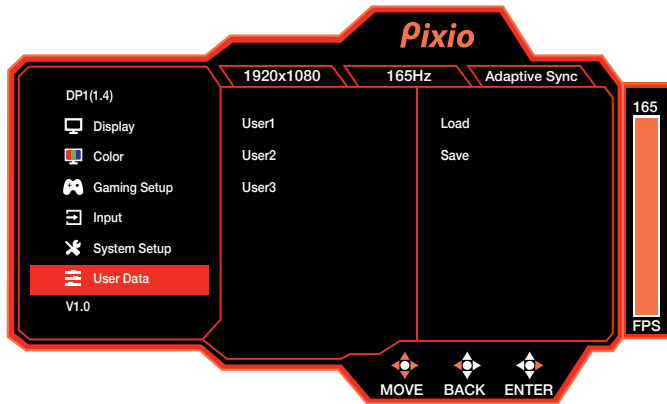 Pixio
1920x1080 165Hz Adaptive Sync
DP1(1.4)
Display
Color
Gaming Setup
Input
System Setup
User Data
V1.0
User1
User2
User3
Load
Save
165
FPS
MOVE BACK ENTER